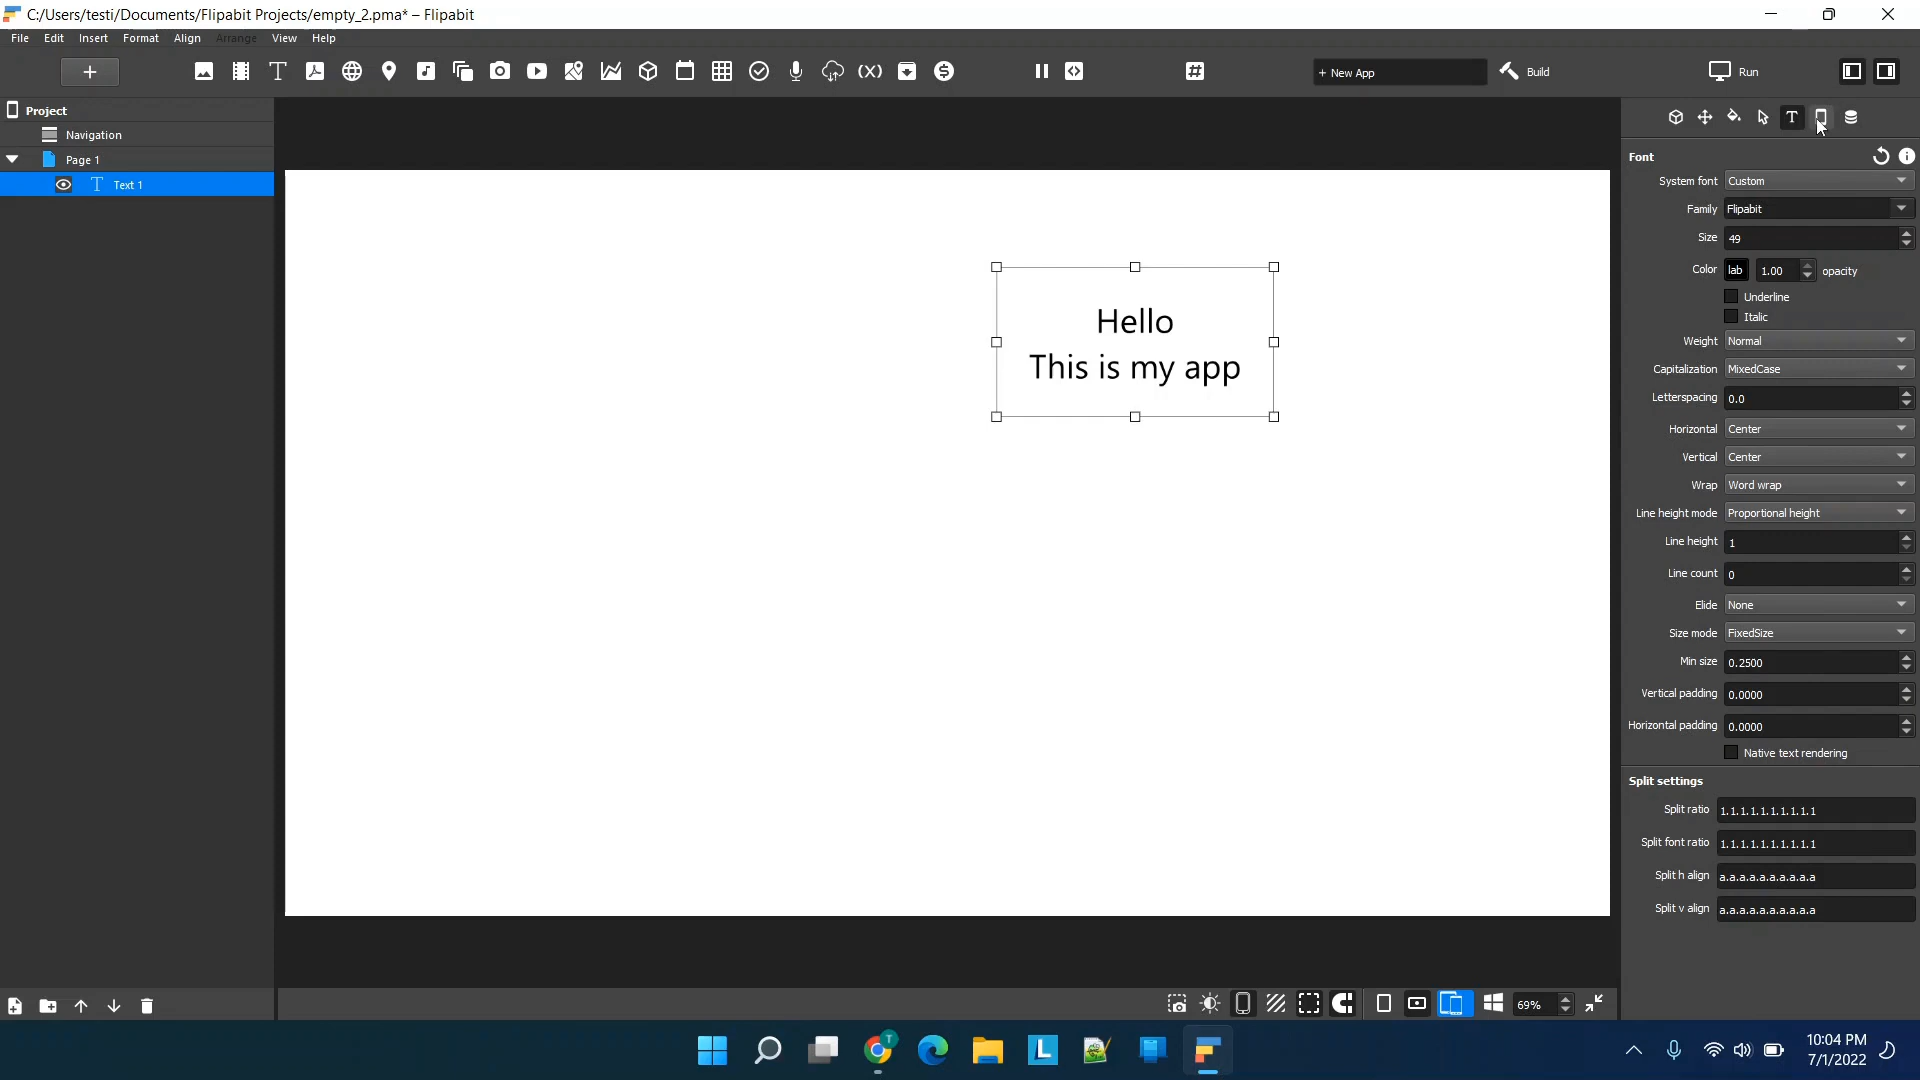 C:/Users/testi/Documents/Flipabit Projects/empty_2.pma* – Flipabit
File Edit Insert Format Align Arrange View Help
+ New App
Build
Run
Project
Navigation
Page 1
Text 1
Hello
This is my app
Font
System font Custom
Family Flipabit
Size 49
Color lab 1.00 opacity
Underline
Italic
Weight Normal
Capitalization MixedCase
Letterspacing 0.0
Horizontal Center
Vertical Center
Wrap Word wrap
Line height mode Proportional height
Line height 1
Line count 0
Elide None
Size mode FixedSize
Min size 0.2500
Vertical padding 0.0000
Horizontal padding 0.0000
Native text rendering
Split settings
Split ratio 1.1.1.1.1.1.1.1.1.1
Split font ratio 1.1.1.1.1.1.1.1.1.1
Split h align a.a.a.a.a.a.a.a.a.a
Split v align a.a.a.a.a.a.a.a.a.a
69%
10:04 PM
7/1/2022